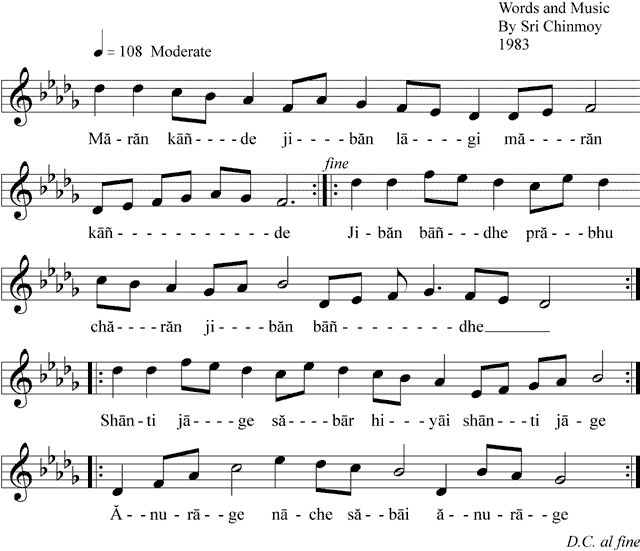 Words and Music
By Sri Chinmoy
1983
= 108 Moderate
Mă-răn kāñ----de ji---băn lā---gi mă---răn
fine
kāñ------------de Ji-băn bāñ--dhe pră--bhu
chă----răn ji---băn bāñ--------dhe
Shān-ti jā----ge să---băr hi--yāi shān--ti jā-ge
Ă---nu-rā--ge nā-che să-bāi ă---nu-rā--ge
D.C. al fine